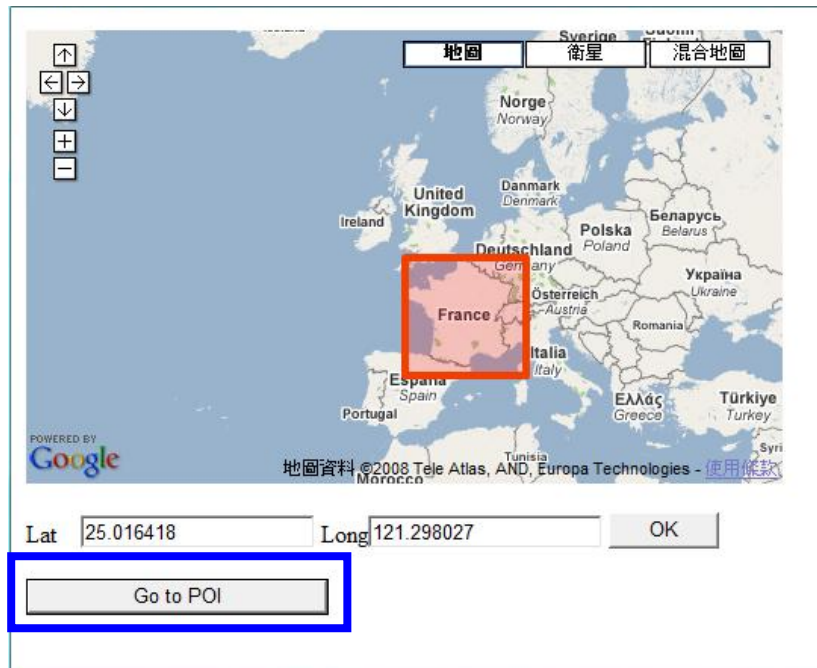 Sverige
地圖 衛星 混合地圖
Norge
Norway
Danmark
Denmark
United
Kingdom
Ireland
Беларусь
Belarus
Polska
Poland
Deutschland
Germany
Україна
Ukraine
Österreich
Austria
France
Romania
Italia
Italy
España
Spain
Portugal
Ελλάς
Greece
Türkiye
Turkey
POWERED BY
Google
Tunisia
Morocco
地圖資料 ©2008 Tele Atlas, AND, Europa Technologies - 使用條款
Lat 25.016418 Long 121.298027 OK
Go to POI